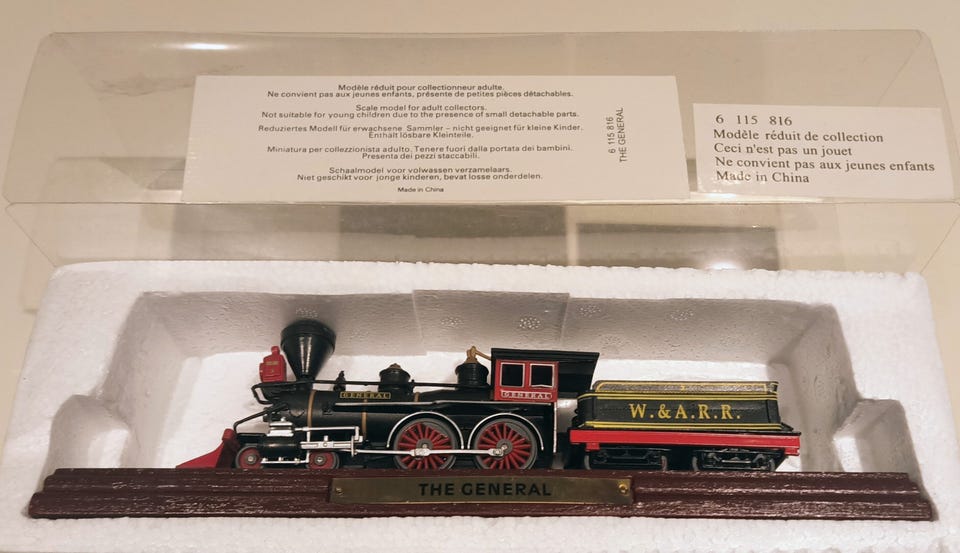 Modèle réduit pour collectionneur adulte.
Ne convient pas aux jeunes enfants, présente de petites pièces détachables.
Scale model for adult collectors.
Not suitable for young children due to the presence of small detachable parts.
Reduziertes Modell für erwachsene Sammler – nicht geeignet für kleine Kinder.
Enthält lösbare Kleinteile.
Miniatura per collezzionista adulto. Tenere fuori dalla portata dei bambini.
Presenta dei pezzi staccabili.
Schaalmodel voor volwassen verzamelaars.
Niet geschikt voor jonge kinderen, bevat losse onderdelen.
Made in China
6 115 816
THE GENERAL
6 115 816
Modèle réduit de collection
Ceci n'est pas un jouet
Ne convient pas aux jeunes enfants
Made in China
GENERAL
GENERAL
W. & A. R. R.
THE GENERAL